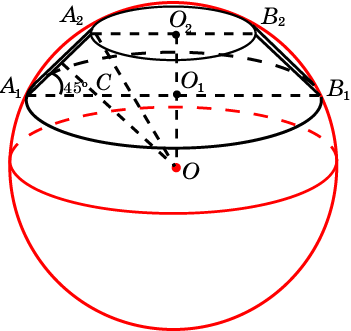 A₂ O₂ B₂
A₁ 45° C O₁ B₁
O